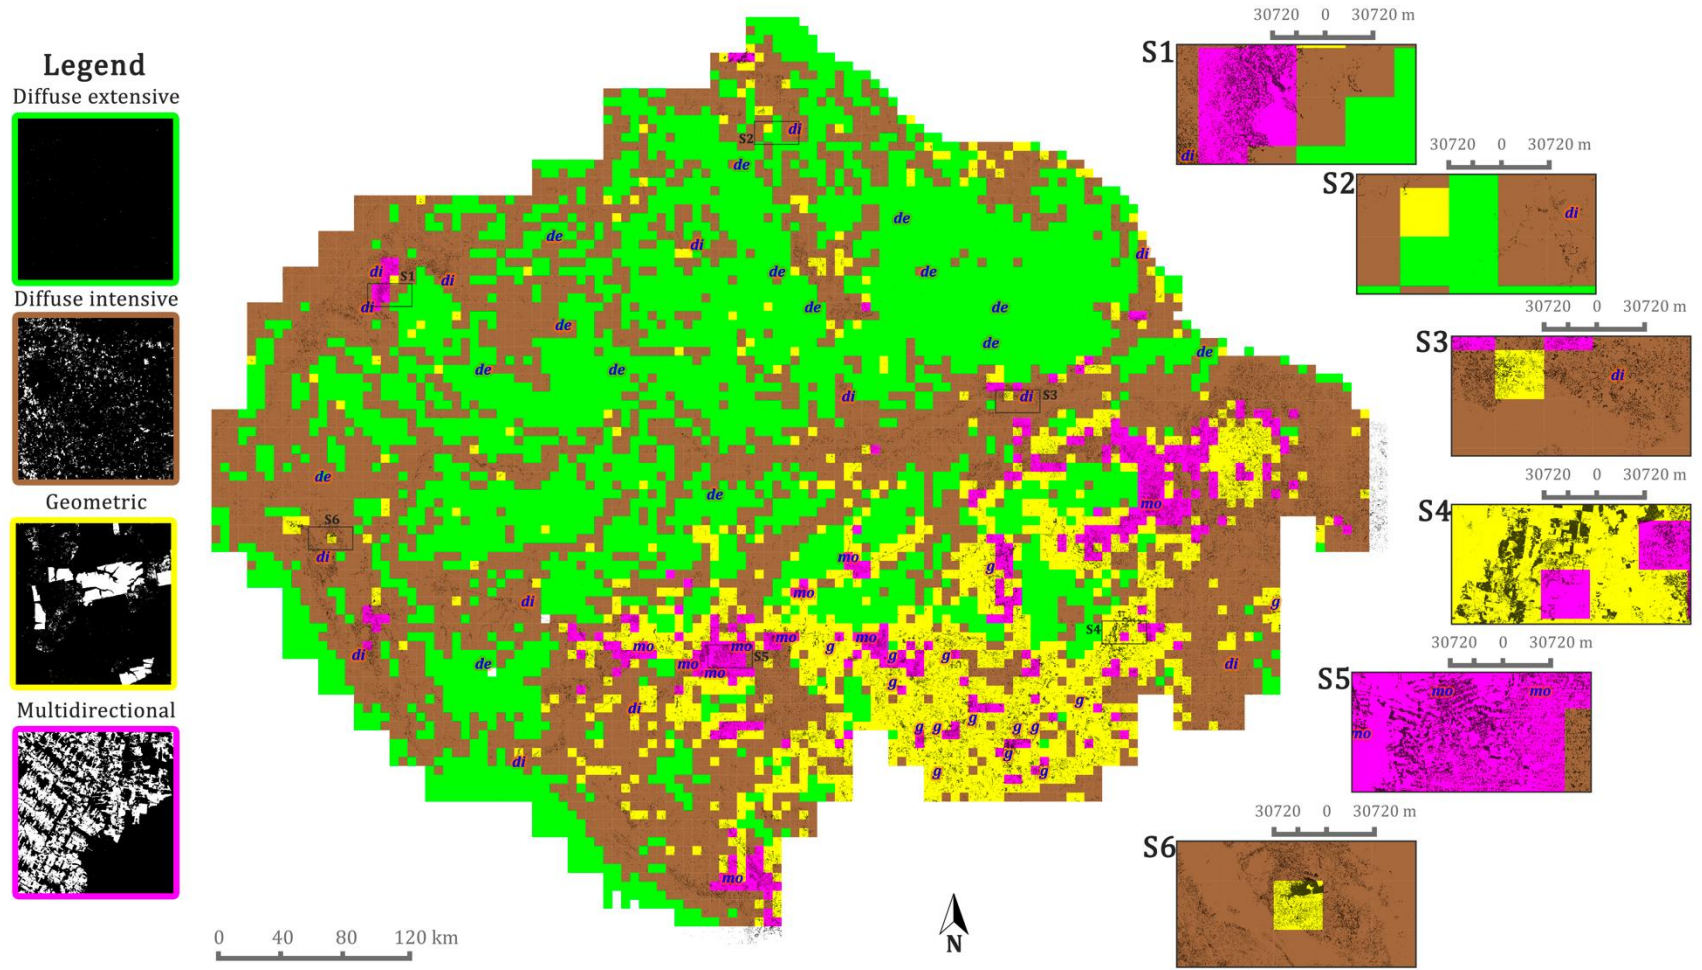 Legend
Diffuse extensive
Diffuse intensive
Geometric
Multidirectional
0 40 80 120 km
N
S2
di
de
de
de
di
di
de
de
di
S1
di
di
de
de
de
de
de
de
de
di
di
S3
de
de
mo
S6
di
mo
g
di
mo
g
S4
mo
mo
mo
mo
g
g
g
di
di
de
mo
S5
mo
g
di
g
g
g
g
g
g
di
g
g
g
mo
30720 0 30720 m
S1
di
30720 0 30720 m
S2
di
30720 0 30720 m
S3
di
30720 0 30720 m
S4
30720 0 30720 m
S5
mo
mo
mo
30720 0 30720 m
S6